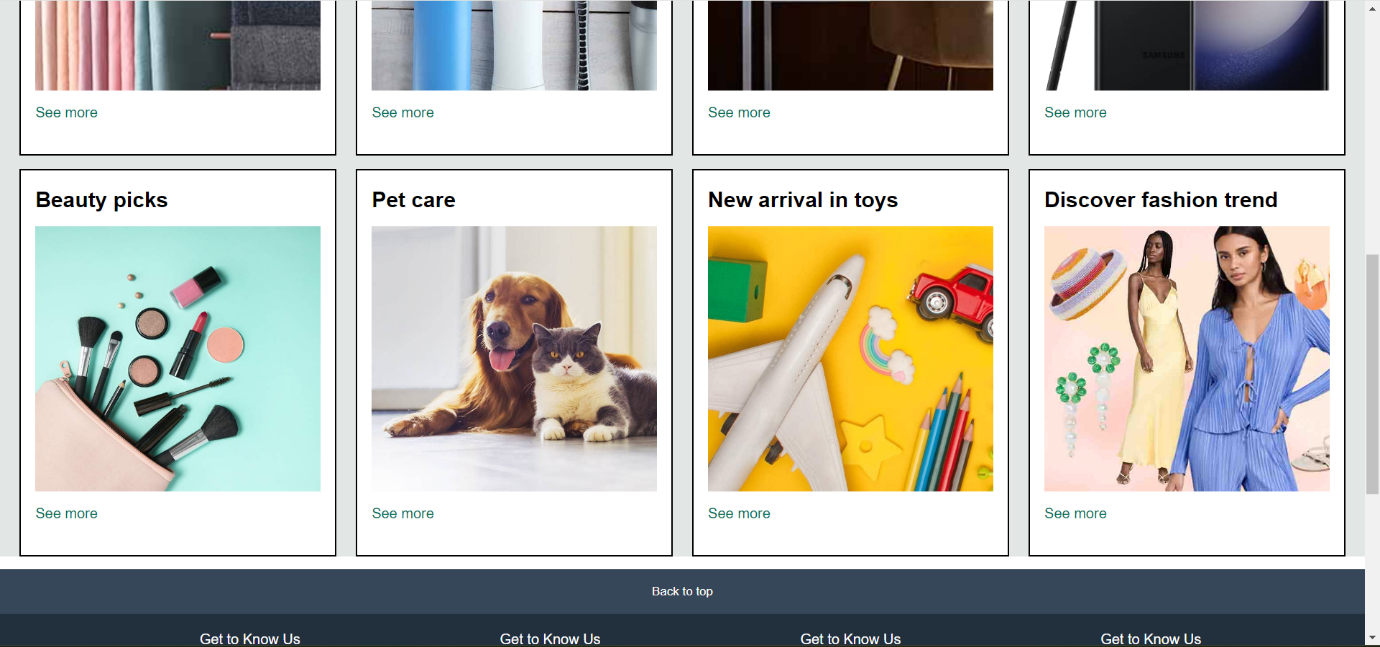 SAMSUNG
See more
See more
See more
See more
Beauty picks
Pet care
New arrival in toys
Discover fashion trend
See more
See more
See more
See more
Back to top
Get to Know Us
Get to Know Us
Get to Know Us
Get to Know Us